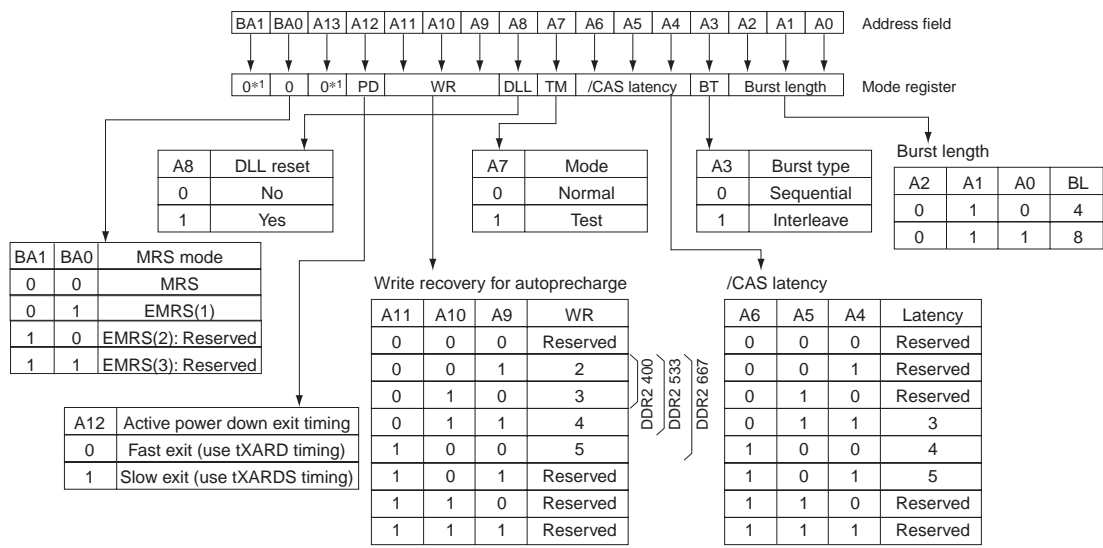 BA1 BA0 A13 A12 A11 A10 A9 A8 A7 A6 A5 A4 A3 A2 A1 A0 Address field
0*1 0 0*1 PD WR DLL TM /CAS latency BT Burst length Mode register
A8 DLL reset
0 No
1 Yes
A7 Mode
0 Normal
1 Test
A3 Burst type
0 Sequential
1 Interleave
Burst length
A2 A1 A0 BL
0 1 0 4
0 1 1 8
BA1 BA0 MRS mode
0 0 MRS
0 1 EMRS(1)
1 0 EMRS(2): Reserved
1 1 EMRS(3): Reserved
A12 Active power down exit timing
0 Fast exit (use tXARD timing)
1 Slow exit (use tXARDS timing)
Write recovery for autoprecharge
A11 A10 A9 WR
0 0 0 Reserved
0 0 1 2
0 1 0 3
0 1 1 4
1 0 0 5
1 0 1 Reserved
1 1 0 Reserved
1 1 1 Reserved
DDR2 400
DDR2 533
DDR2 667
/CAS latency
A6 A5 A4 Latency
0 0 0 Reserved
0 0 1 Reserved
0 1 0 Reserved
0 1 1 3
1 0 0 4
1 0 1 5
1 1 0 Reserved
1 1 1 Reserved